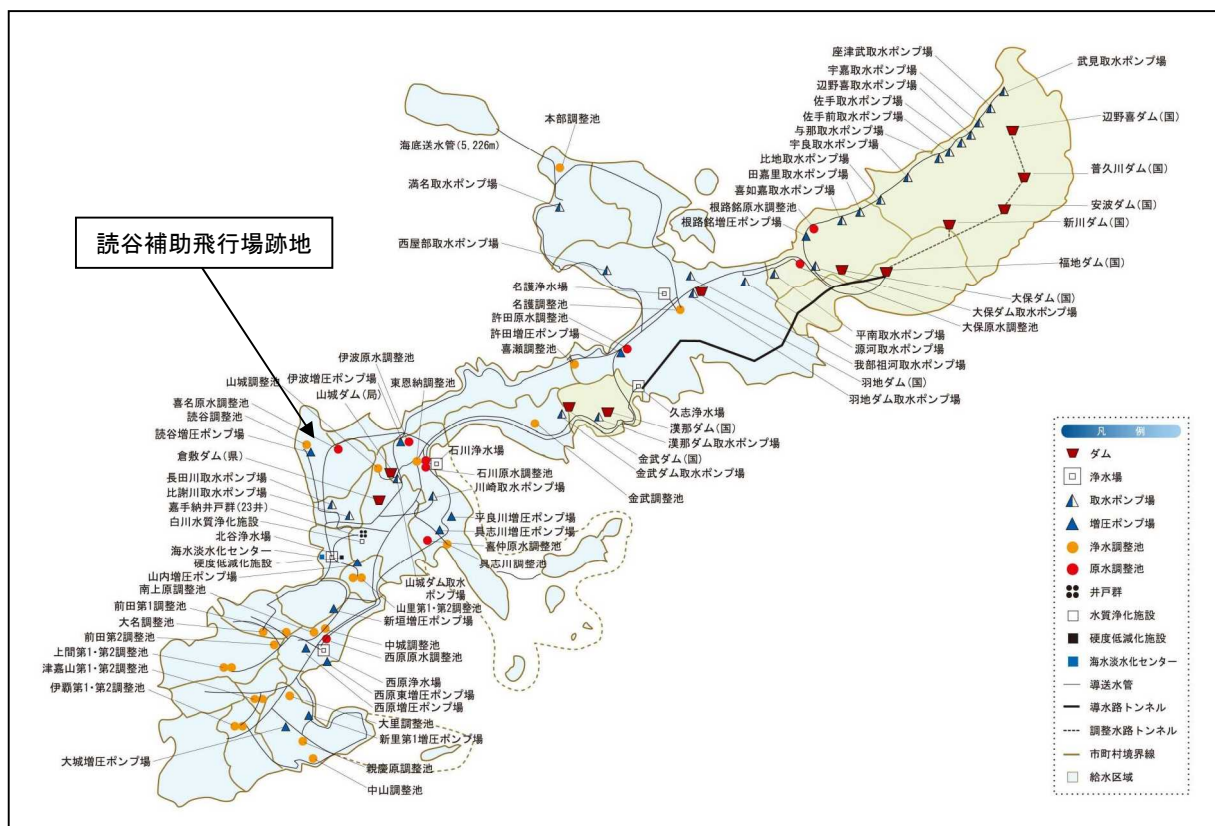 座津武取水ポンプ場
武見取水ポンプ場
宇嘉取水ポンプ場
辺野喜取水ポンプ場
佐手取水ポンプ場
佐手前取水ポンプ場
与那取水ポンプ場
宇良取水ポンプ場
比地取水ポンプ場
田嘉里取水ポンプ場
喜如嘉取水ポンプ場
根路銘原水調整池
根路銘増圧ポンプ場
辺野喜ダム(国)
普久川ダム(国)
安波ダム(国)
新川ダム(国)
福地ダム(国)
大保ダム(国)
大保ダム取水ポンプ場
大保原水調整池
平南取水ポンプ場
源河取水ポンプ場
我部祖河取水ポンプ場
羽地ダム(国)
羽地ダム取水ポンプ場
本部調整池
海底送水管(5,226m)
満名取水ポンプ場
西屋部取水ポンプ場
名護浄水場
名護調整池
許田原水調整池
許田増圧ポンプ場
喜瀬調整池
久志浄水場
漢那ダム(国)
漢那ダム取水ポンプ場
金武ダム(国)
金武ダム取水ポンプ場
金武調整池
読谷補助飛行場跡地
伊波原水調整池
伊波増圧ポンプ場
東恩納調整池
山城調整池
山城ダム(局)
喜名原水調整池
読谷調整池
読谷増圧ポンプ場
倉敷ダム(県)
長田川取水ポンプ場
比謝川取水ポンプ場
嘉手納井戸群(23井)
白川水質浄化施設
北谷浄水場
海水淡水化センター
硬度低減化施設
山内増圧ポンプ場
石川浄水場
石川原水調整池
川崎取水ポンプ場
平良川増圧ポンプ場
具志川増圧ポンプ場
喜仲原水調整池
具志川調整池
山城ダム取水
ポンプ場
山里第1・第2調整池
新垣増圧ポンプ場
南上原調整池
前田第1調整池
大名調整池
前田第2調整池
上間第1・第2調整池
津嘉山第1・第2調整池
伊覇第1・第2調整池
大城増圧ポンプ場
中城調整池
西原原水調整池
西原浄水場
西原東増圧ポンプ場
西原増圧ポンプ場
大里調整池
新里第1増圧ポンプ場
親慶原調整池
中山調整池
凡 例
ダム
浄水場
取水ポンプ場
増圧ポンプ場
浄水調整池
原水調整池
井戸群
水質浄化施設
硬度低減化施設
海水淡水化センター
導送水管
導水路トンネル
調整水路トンネル
市町村境界線
給水区域